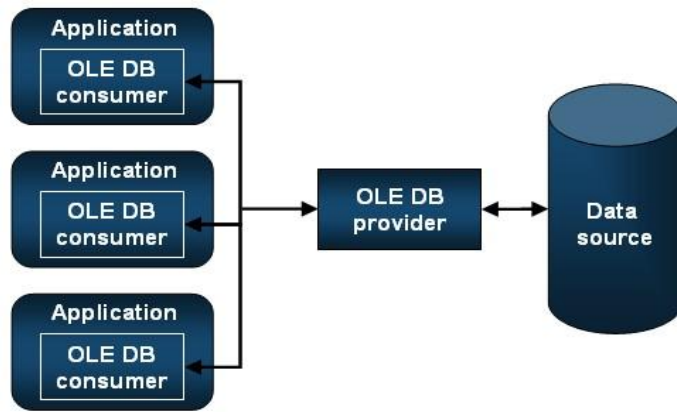 Application
OLE DB
consumer
Application
OLE DB
consumer
Application
OLE DB
consumer
OLE DB
provider
Data
source